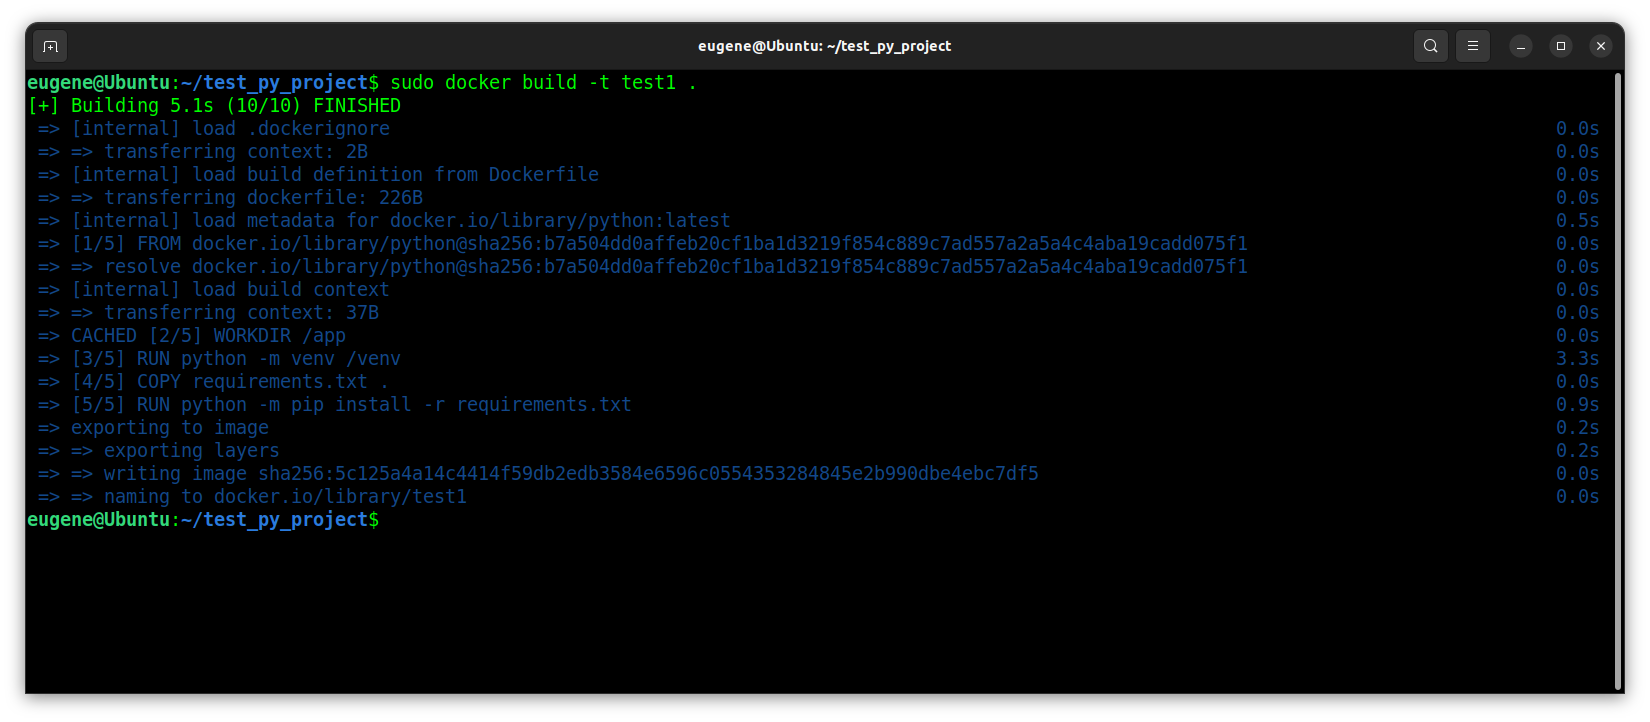 eugene@Ubuntu: ~/test_py_project
eugene@Ubuntu:~/test_py_project$ sudo docker build -t test1 .
[+] Building 5.1s (10/10) FINISHED
=> [internal] load .dockerignore 0.0s
=> => transferring context: 2B 0.0s
=> [internal] load build definition from Dockerfile 0.0s
=> => transferring dockerfile: 226B 0.0s
=> [internal] load metadata for docker.io/library/python:latest 0.5s
=> [1/5] FROM docker.io/library/python@sha256:b7a504dd0affeb20cf1ba1d3219f854c889c7ad557a2a5a4c4aba19cadd075f1 0.0s
=> => resolve docker.io/library/python@sha256:b7a504dd0affeb20cf1ba1d3219f854c889c7ad557a2a5a4c4aba19cadd075f1 0.0s
=> [internal] load build context 0.0s
=> => transferring context: 37B 0.0s
=> CACHED [2/5] WORKDIR /app 0.0s
=> [3/5] RUN python -m venv /venv 3.3s
=> [4/5] COPY requirements.txt . 0.0s
=> [5/5] RUN python -m pip install -r requirements.txt 0.9s
=> exporting to image 0.2s
=> => exporting layers 0.2s
=> => writing image sha256:5c125a4a14c4414f59db2edb3584e6596c0554353284845e2b990dbe4ebc7df5 0.0s
=> => naming to docker.io/library/test1 0.0s
eugene@Ubuntu:~/test_py_project$